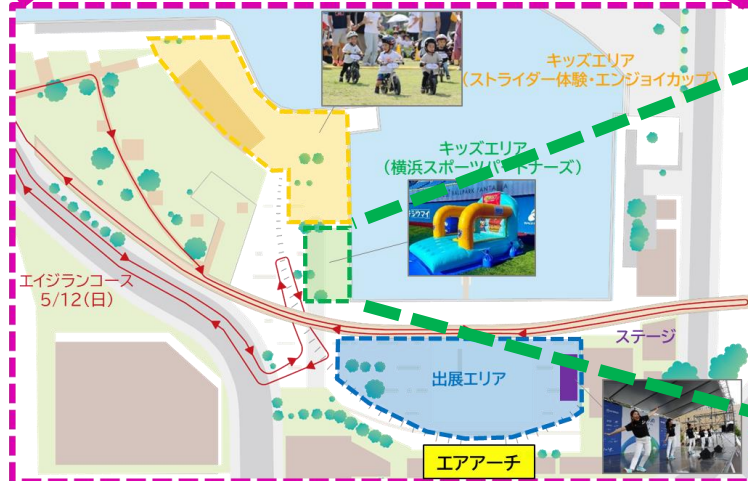 キッズエリア
(ストライダー体験・エンジョイカップ)
キッズエリア
(横浜スポーツパートナーズ)
エイジランコース
5/12(日)
ステージ
出展エリア
エアアーチ